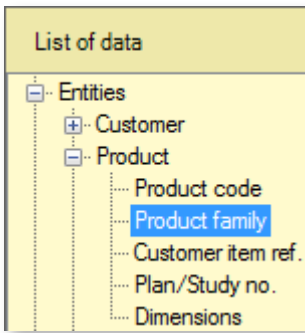 List of data
Entities
Customer
Product
Product code
Product family
Customer item ref.
Plan/Study no.
Dimensions